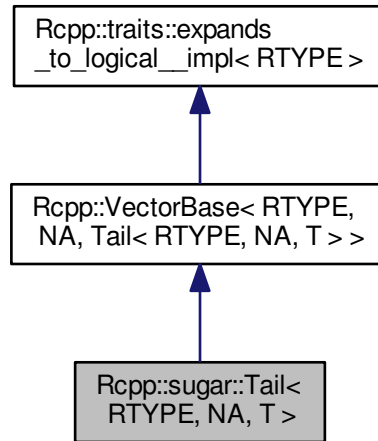 Rcpp::traits::expands
_to_logical__impl< RTYPE >
Rcpp::VectorBase< RTYPE,
NA, Tail< RTYPE, NA, T > >
Rcpp::sugar::Tail<
RTYPE, NA, T >